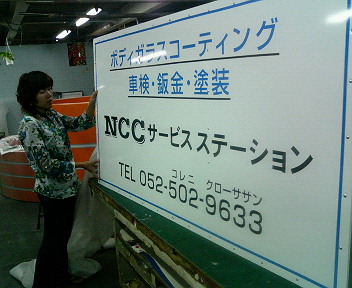 ボディガラスコーティング
車検・鈑金・塗装
NCCサービスステーション
コレニ クローササン
TEL 052-502-9633